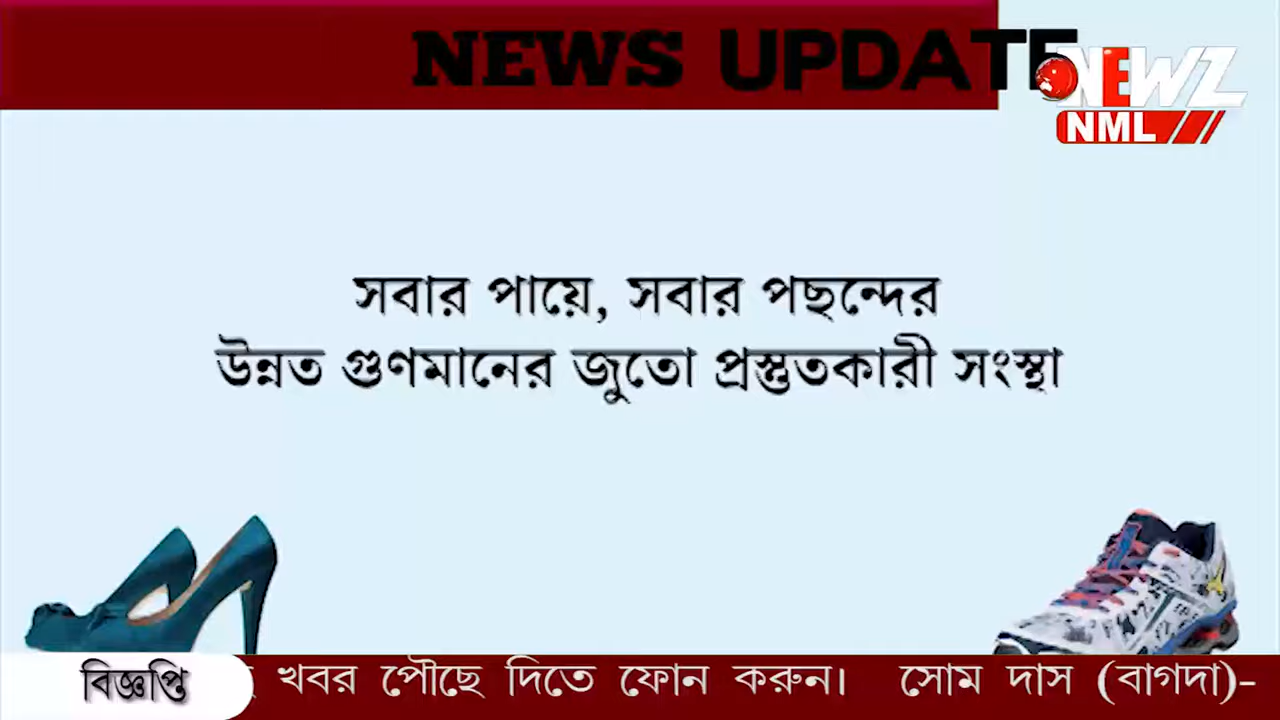 NEWS UPDATE
NEWZ
NML
সবার পায়ে, সবার পছন্দের
উন্নত গুণমানের জুতো প্রস্তুতকারী সংস্থা
বিজ্ঞপ্তি
খবর পৌছে দিতে ফোন করুন। সোম দাস (বাগদা)-